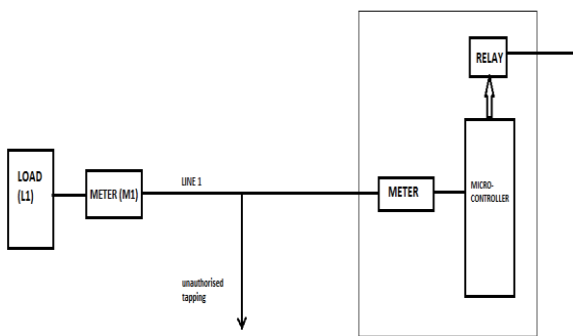 RELAY
LOAD
(L1)
METER (M1)
LINE 1
METER
MICRO-
CONTROLLER
unauthorised
tapping